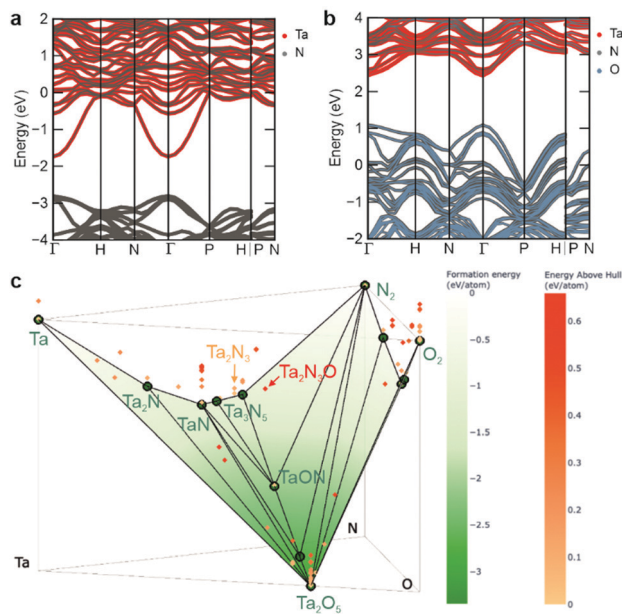 a
b
2
1
0
−1
−2
−3
−4
Energy (eV)
Γ H N Γ P H P N
Ta
N
4
3
2
1
0
−1
−2
Energy (eV)
Γ H N Γ P H P N
Ta
N
O
c
Ta
N₂
O₂
Ta₂N₃
Ta₂N₃O
Ta₂N
TaN
Ta₃N₅
TaON
Ta₂O₅
Ta
N
O
Formation energy
(eV/atom)
0
−0.5
−1
−1.5
−2
−2.5
−3
Energy Above Hull
(eV/atom)
0.6
0.5
0.4
0.3
0.2
0.1
0